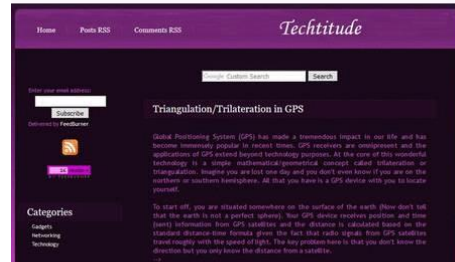 Home Posts RSS Comments RSS
Techtitude
Google Custom Search Search
Enter your email address:
Subscribe
Delivered by FeedBurner
Triangulation/Trilateration in GPS
Global Positioning System (GPS) has made a tremendous impact in our life and has
become immensely popular in recent times. GPS receivers are omnipresent and the
applications of GPS extend beyond technology purposes. At the core of this wonderful
technology is a simple mathematical/geometrical concept called trilateration or
triangulation. Imagine you are lost one day and you don't even know if you are on the
northern or southern hemisphere. All that you have is a GPS device with you to locate
yourself.
To start off, you are situated somewhere on the surface of the earth (Now don't tell
that the earth is not a perfect sphere). Your GPS device receives position and time
(sent) information from GPS satellites and the distance is calculated based on the
standard distance-time formula given the fact that radio signals from GPS satellites
travel roughly with the speed of light. The key problem here is that you don't know the
direction but you only know the distance from a satellite.
Categories
Gadgets
Networking
Technology